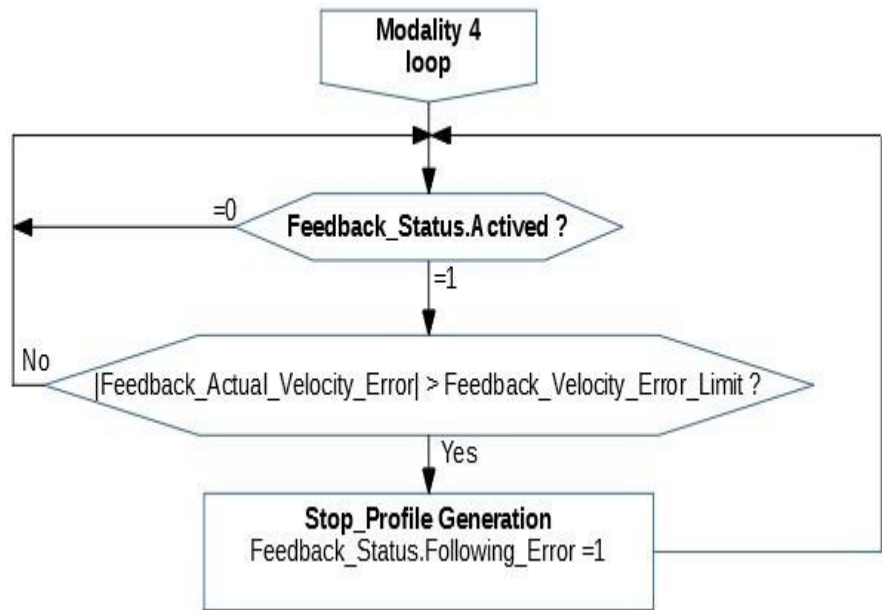 Modality 4
loop
=0
Feedback_Status.Actived ?
=1
No
|Feedback_Actual_Velocity_Error| > Feedback_Velocity_Error_Limit ?
Yes
Stop_Profile Generation
Feedback_Status.Following_Error =1